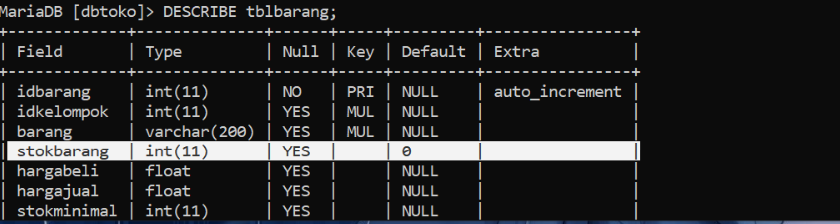 MariaDB [dbtoko]> DESCRIBE tblbarang;
+-------------+--------------+------+-----+---------+----------------+
| Field       | Type         | Null | Key | Default | Extra          |
+-------------+--------------+------+-----+---------+----------------+
| idbarang    | int(11)      | NO   | PRI | NULL    | auto_increment |
| idkelompok  | int(11)      | YES  | MUL | NULL    |                |
| barang      | varchar(200) | YES  | MUL | NULL    |                |
| stokbarang  | int(11)      | YES  |     | 0       |                |
| hargabeli   | float        | YES  |     | NULL    |                |
| hargajual   | float        | YES  |     | NULL    |                |
| stokminimal | int(11)      | YES  |     | NULL    |                |